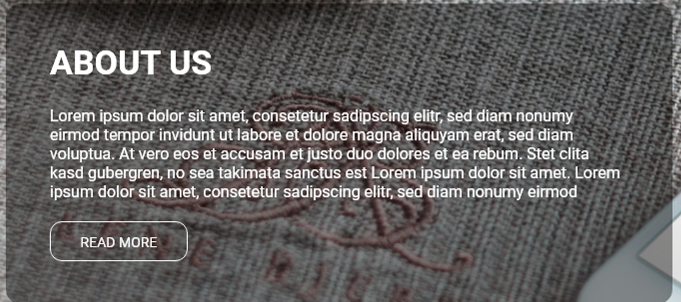 ABOUT US
Lorem ipsum dolor sit amet, consetetur sadipscing elitr, sed diam nonumy
eirmod tempor invidunt ut labore et dolore magna aliquyam erat, sed diam
voluptua. At vero eos et accusam et justo duo dolores et ea rebum. Stet clita
kasd gubergren, no sea takimata sanctus est Lorem ipsum dolor sit amet. Lorem
ipsum dolor sit amet, consetetur sadipscing elitr, sed diam nonumy eirmod
READ MORE